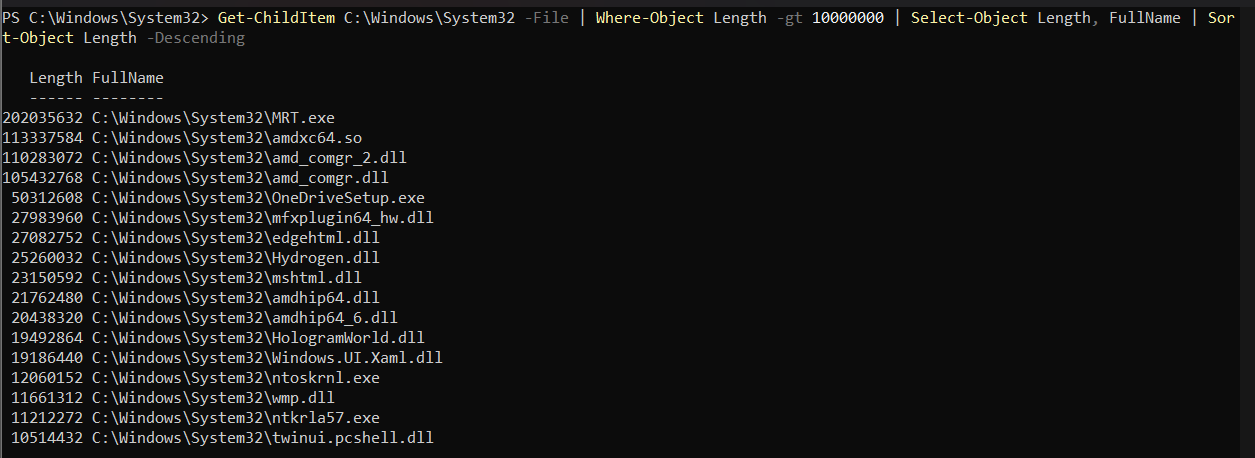 PS C:\Windows\System32> Get-ChildItem C:\Windows\System32 -File | Where-Object Length -gt 10000000 | Select-Object Length, FullName | Sor
t-Object Length -Descending
Length FullName
------ --------
202035632 C:\Windows\System32\MRT.exe
113337584 C:\Windows\System32\amdxc64.so
110283072 C:\Windows\System32\amd_comgr_2.dll
105432768 C:\Windows\System32\amd_comgr.dll
50312608 C:\Windows\System32\OneDriveSetup.exe
27983960 C:\Windows\System32\mfxplugin64_hw.dll
27082752 C:\Windows\System32\edgehtml.dll
25260032 C:\Windows\System32\Hydrogen.dll
23150592 C:\Windows\System32\mshtml.dll
21762480 C:\Windows\System32\amdhip64.dll
20438320 C:\Windows\System32\amdhip64_6.dll
19492864 C:\Windows\System32\HologramWorld.dll
19186440 C:\Windows\System32\Windows.UI.Xaml.dll
12060152 C:\Windows\System32\ntoskrnl.exe
11661312 C:\Windows\System32\wmp.dll
11212272 C:\Windows\System32\ntkrla57.exe
10514432 C:\Windows\System32\twinui.pcshell.dll